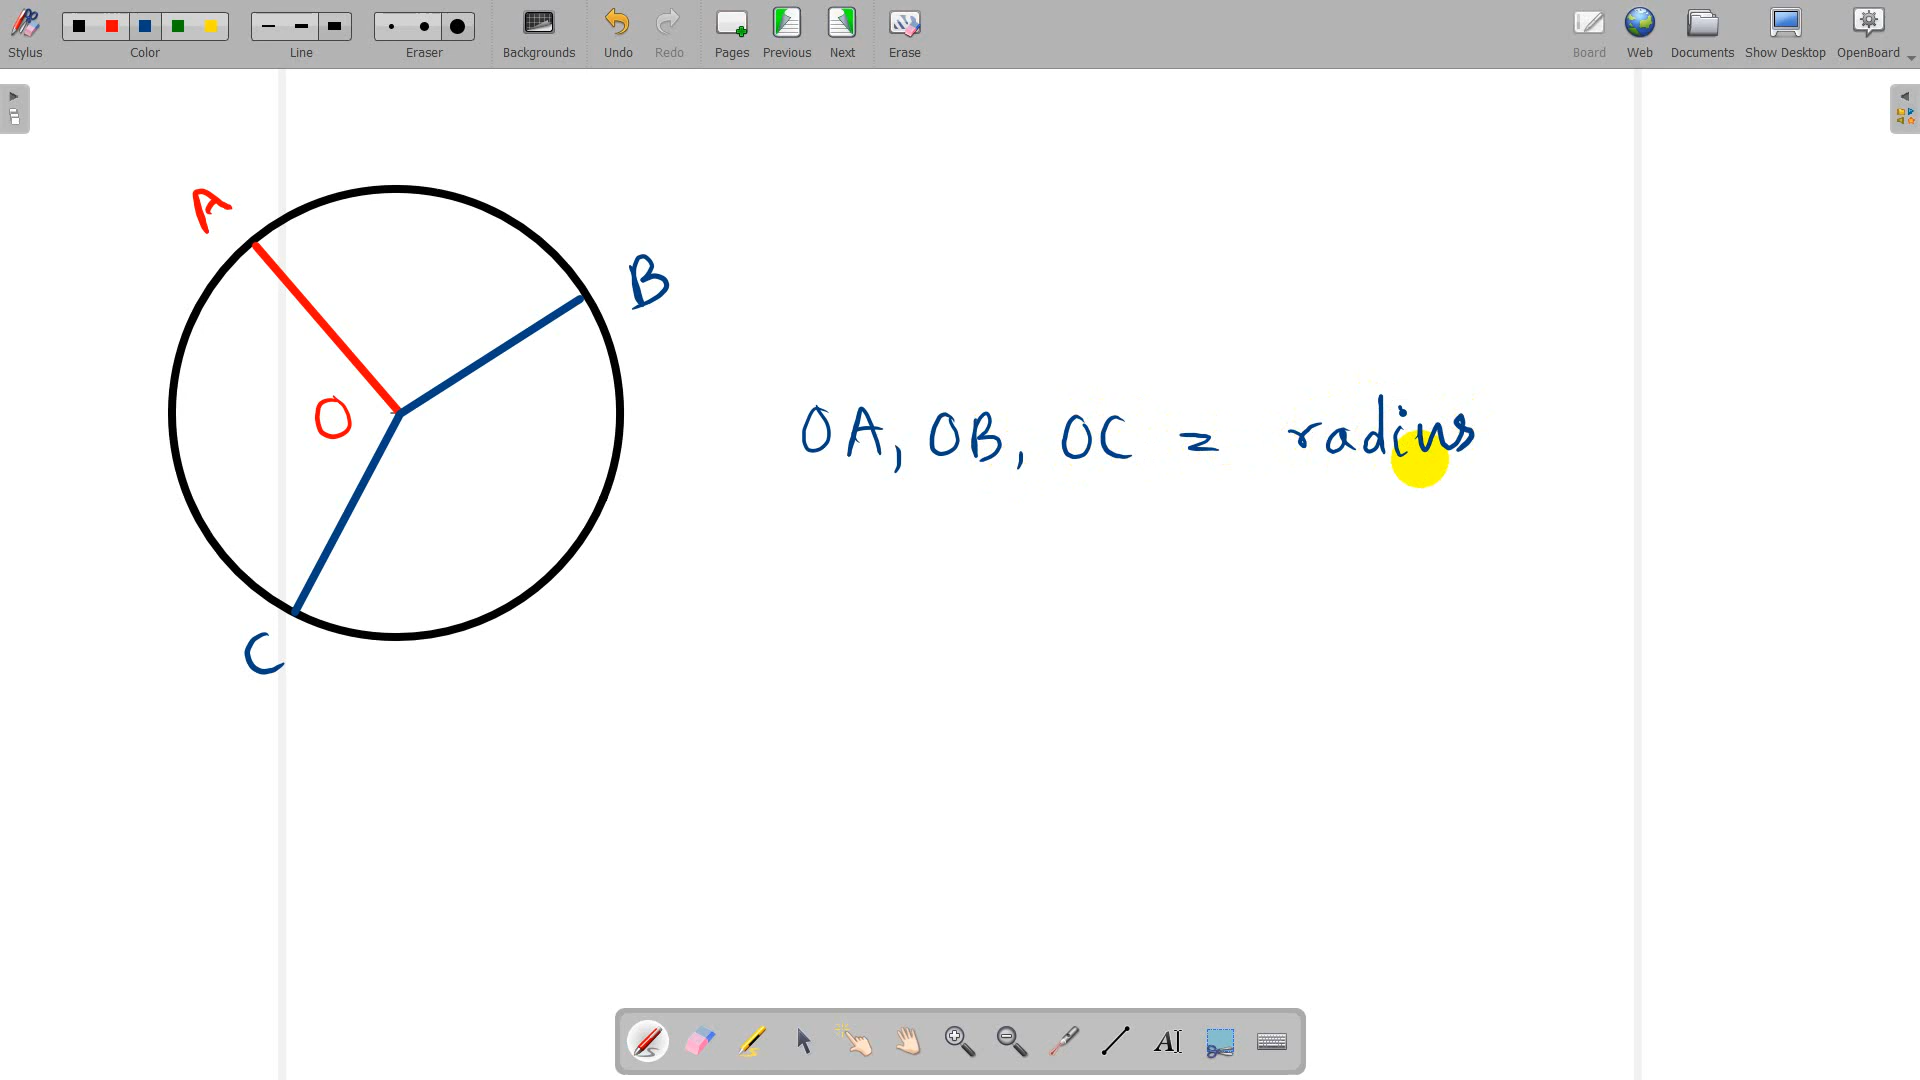 Stylus Color Line Eraser Backgrounds Undo Redo Pages Previous Next Erase Board Web Documents Show Desktop OpenBoard
A
B
O
OA, OB, OC = radius
C